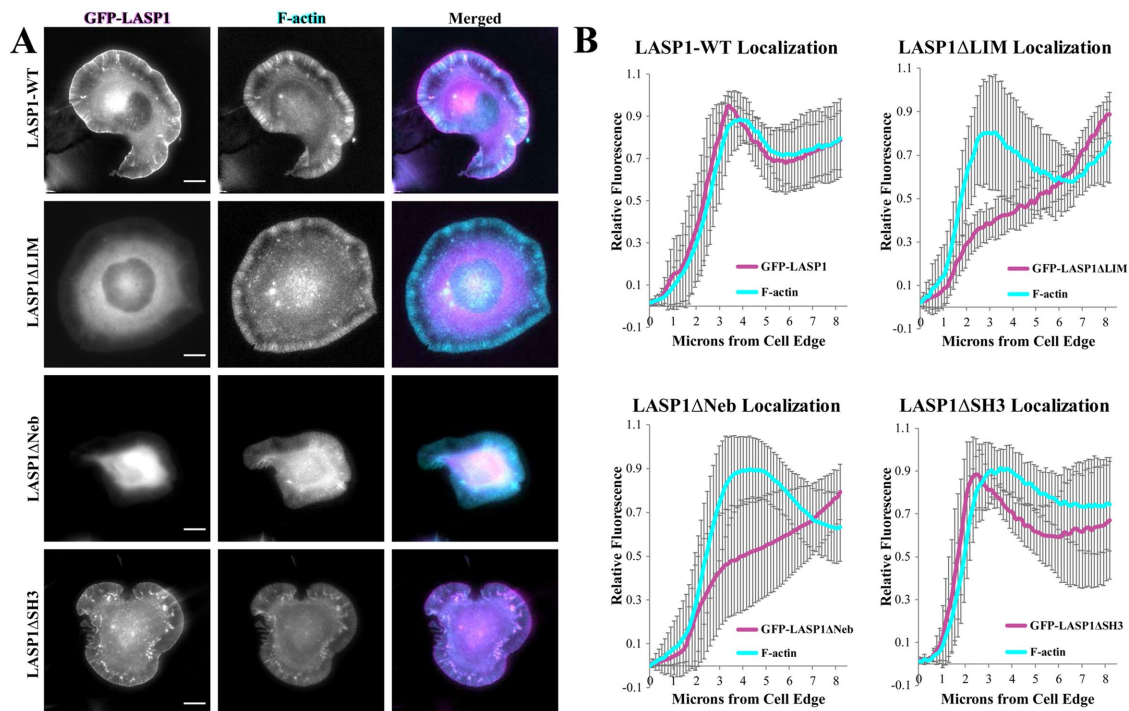 A
GFP-LASP1
F-actin
Merged
LASP1-WT
LASP1ΔLIM
LASP1ΔNeb
LASP1ΔSH3
B
LASP1-WT Localization
Relative Fluorescence
1.1
0.9
0.7
0.5
0.3
0.1
-0.1
GFP-LASP1
F-actin
0 1 2 3 4 5 6 7 8
Microns from Cell Edge
LASP1ΔLIM Localization
Relative Fluorescence
1.1
0.9
0.7
0.5
0.3
0.1
-0.1
GFP-LASP1ΔLIM
F-actin
0 1 2 3 4 5 6 7 8
Microns from Cell Edge
LASP1ΔNeb Localization
Relative Fluorescence
1.1
0.9
0.7
0.5
0.3
0.1
-0.1
GFP-LASP1ΔNeb
F-actin
0 1 2 3 4 5 6 7 8
Microns from Cell Edge
LASP1ΔSH3 Localization
Relative Fluorescence
1.1
0.9
0.7
0.5
0.3
0.1
-0.1
GFP-LASP1ΔSH3
F-actin
0 1 2 3 4 5 6 7 8
Microns from Cell Edge